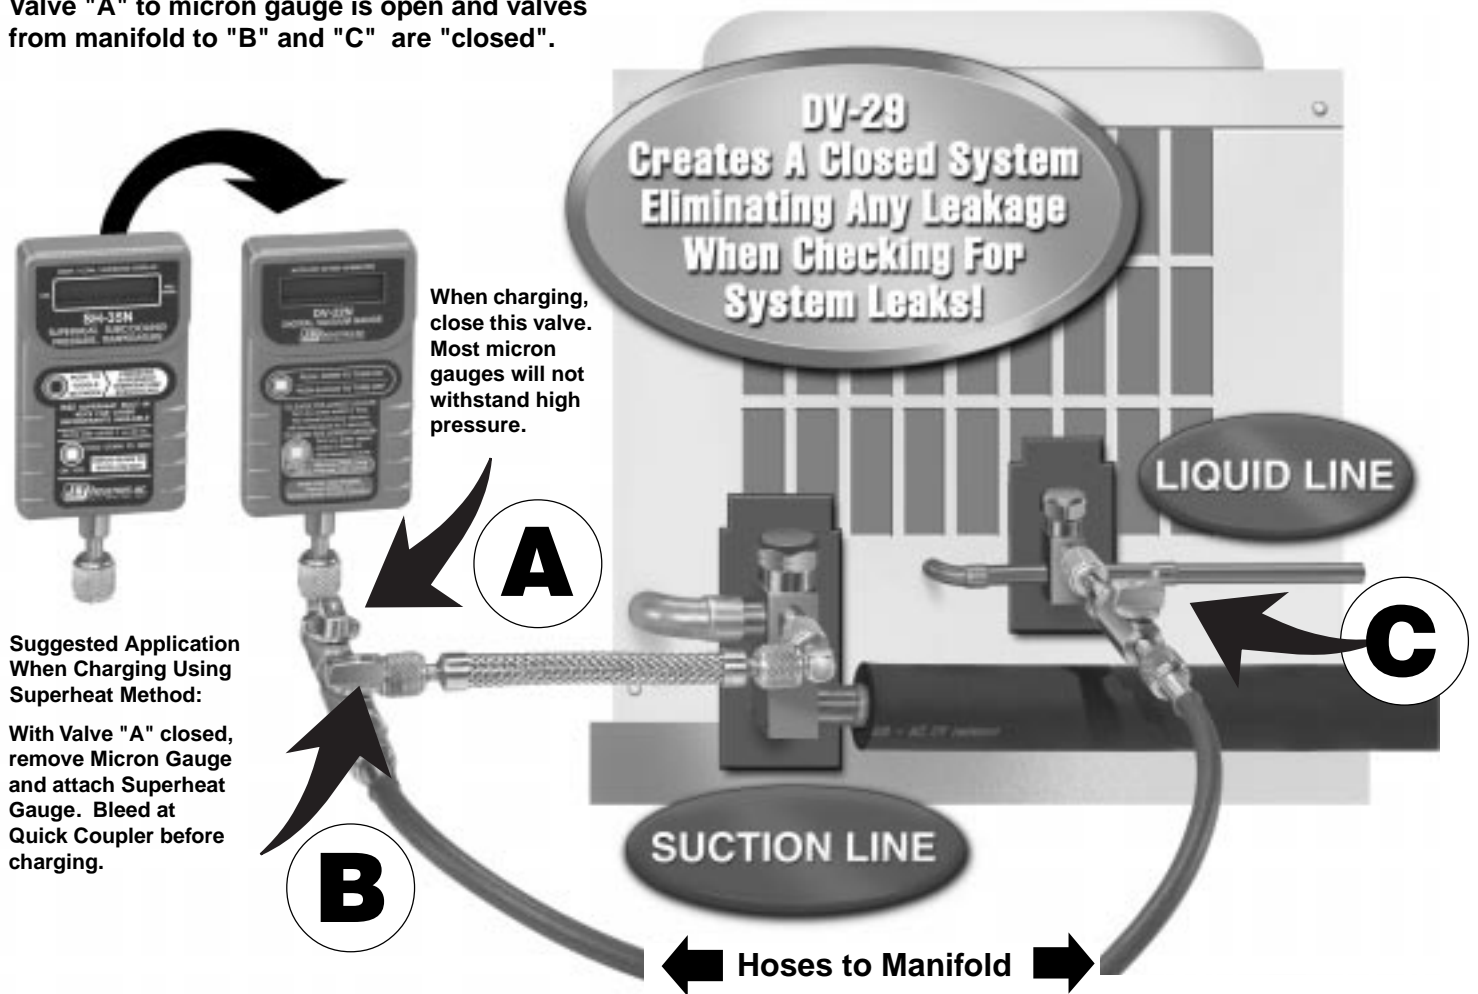 Valve "A" to micron gauge is open and valves
from manifold to "B" and "C" are "closed".
DV-29
Creates A Closed System
Eliminating Any Leakage
When Checking For
System Leaks!
SH-35N
DV-22N
DIGITAL VACUUM GAUGE
When charging,
close this valve.
Most micron
gauges will not
withstand high
pressure.
LIQUID LINE
A
C
Suggested Application
When Charging Using
Superheat Method:
With Valve "A" closed,
remove Micron Gauge
and attach Superheat
Gauge. Bleed at
Quick Coupler before
charging.
B
SUCTION LINE
Hoses to Manifold